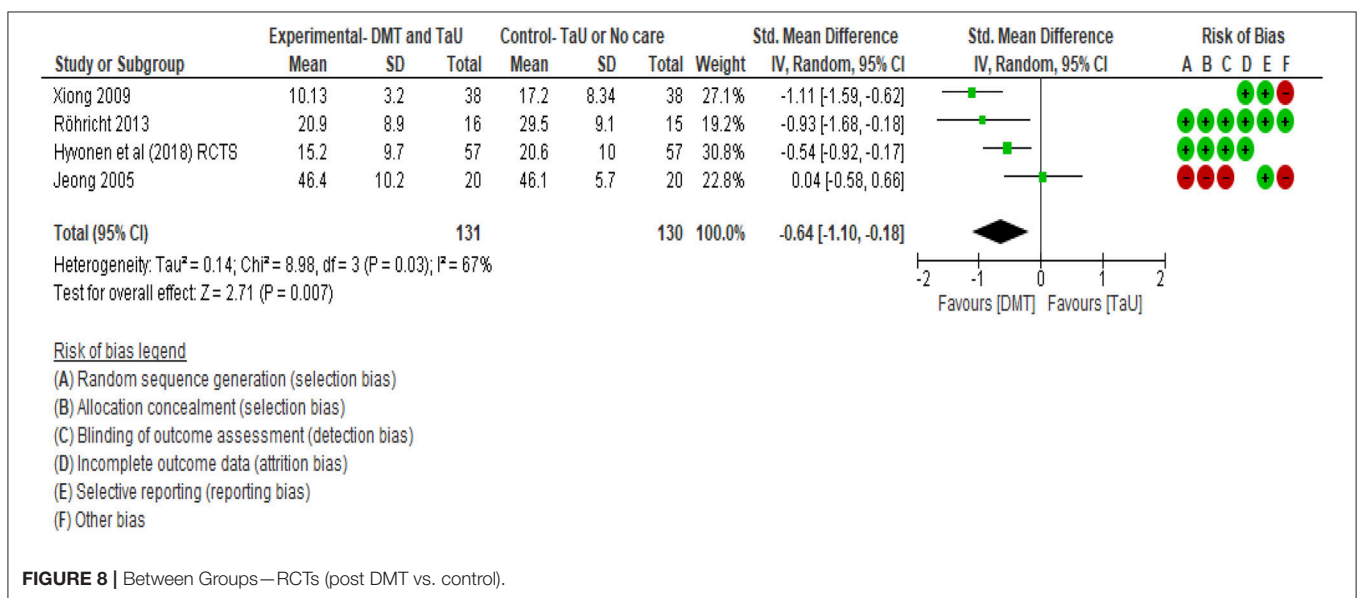 Experimental- DMT and TaU Control- TaU or No care Std. Mean Difference Std. Mean Difference Risk of Bias
Study or Subgroup Mean SD Total Mean SD Total Weight IV, Random, 95% CI IV, Random, 95% CI A B C D E F
Xiong 2009 10.13 3.2 38 17.2 8.34 38 27.1% -1.11 [-1.59, -0.62] + + -
Röhricht 2013 20.9 8.9 16 29.5 9.1 15 19.2% -0.93 [-1.68, -0.18] + + + + + +
Hyvonen et al (2018) RCTS 15.2 9.7 57 20.6 10 57 30.8% -0.54 [-0.92, -0.17] + + + +
Jeong 2005 46.4 10.2 20 46.1 5.7 20 22.8% 0.04 [-0.58, 0.66] - - - + -
Total (95% CI) 131 130 100.0% -0.64 [-1.10, -0.18]
Heterogeneity: Tau² = 0.14; Chi² = 8.98, df = 3 (P = 0.03); I² = 67%
Test for overall effect: Z = 2.71 (P = 0.007)
-2 -1 0 1 2
Favours [DMT] Favours [TaU]
Risk of bias legend
(A) Random sequence generation (selection bias)
(B) Allocation concealment (selection bias)
(C) Blinding of outcome assessment (detection bias)
(D) Incomplete outcome data (attrition bias)
(E) Selective reporting (reporting bias)
(F) Other bias
FIGURE 8 | Between Groups—RCTs (post DMT vs. control).